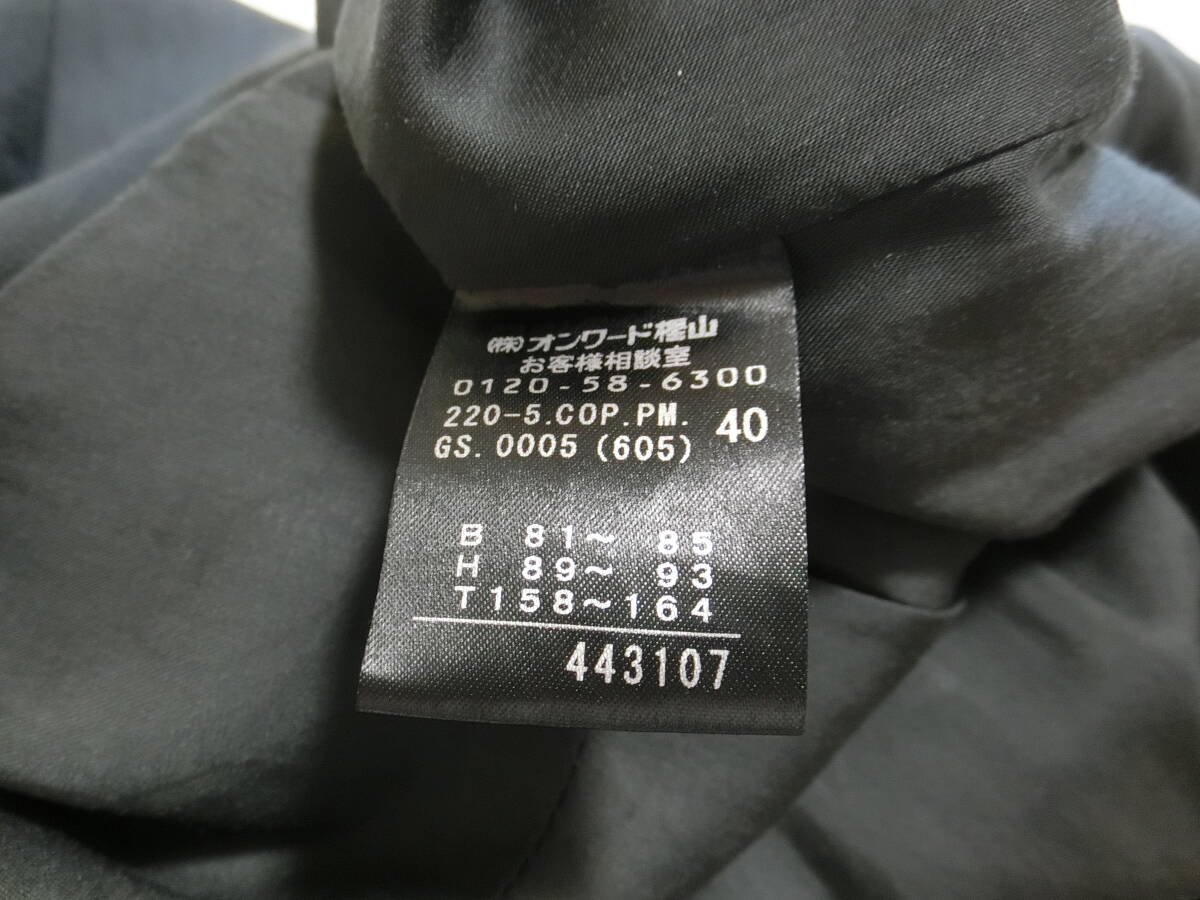 ㈱オンワード樫山
お客様相談室
0120-58-6300
220-5.COP.PM. 40
GS.0005(605)
B 81～ 85
H 89～ 93
T158～164
443107